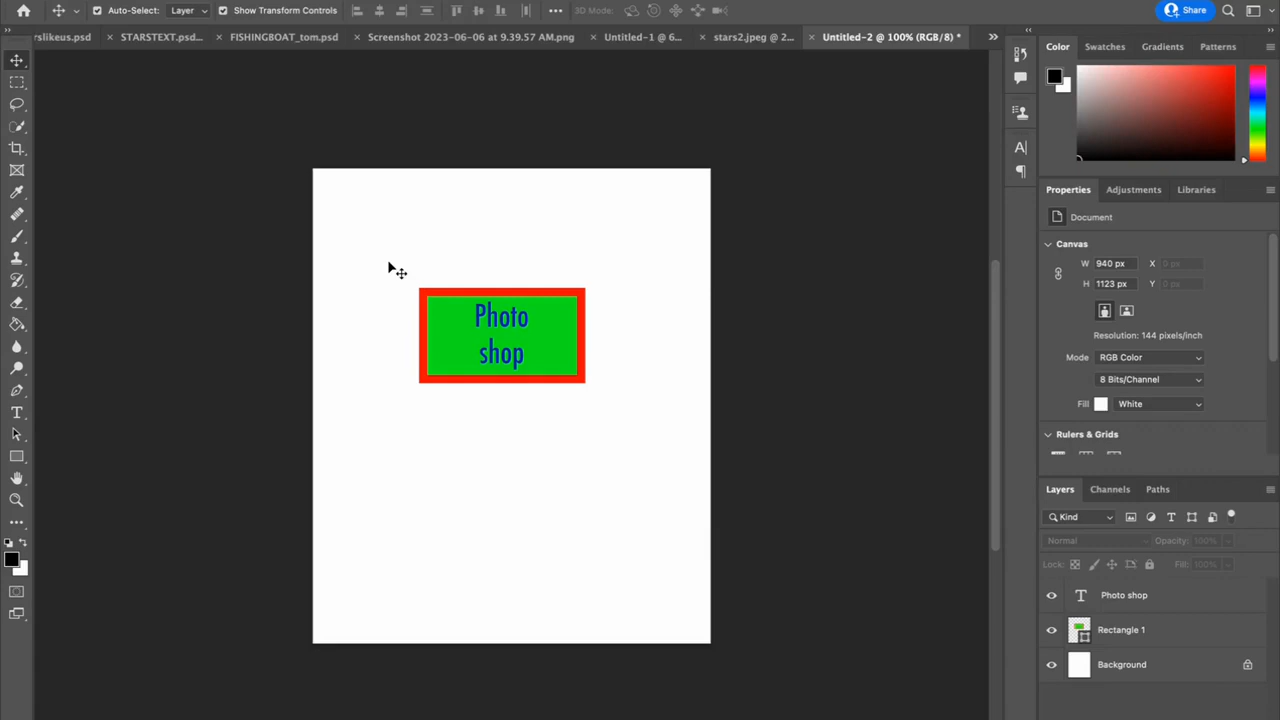 Auto-Select: Layer Show Transform Controls 3D Mode: Share
rslikeus.psd STARSTEXT.psd... FISHINGBOAT_tom.psd Screenshot 2023-06-06 at 9.39.57 AM.png Untitled-1 @ 6... stars2.jpeg @ 2... Untitled-2 @ 100% (RGB/8) *
Color Swatches Gradients Patterns
Photo
shop
Properties Adjustments Libraries
Document
Canvas
W 940 px X 0 px
H 1123 px Y 0 px
Resolution: 144 pixels/inch
Mode RGB Color
8 Bits/Channel
Fill White
Rulers & Grids
Layers Channels Paths
Kind
Normal Opacity: 100%
Lock: Fill: 100%
Photo shop
Rectangle 1
Background